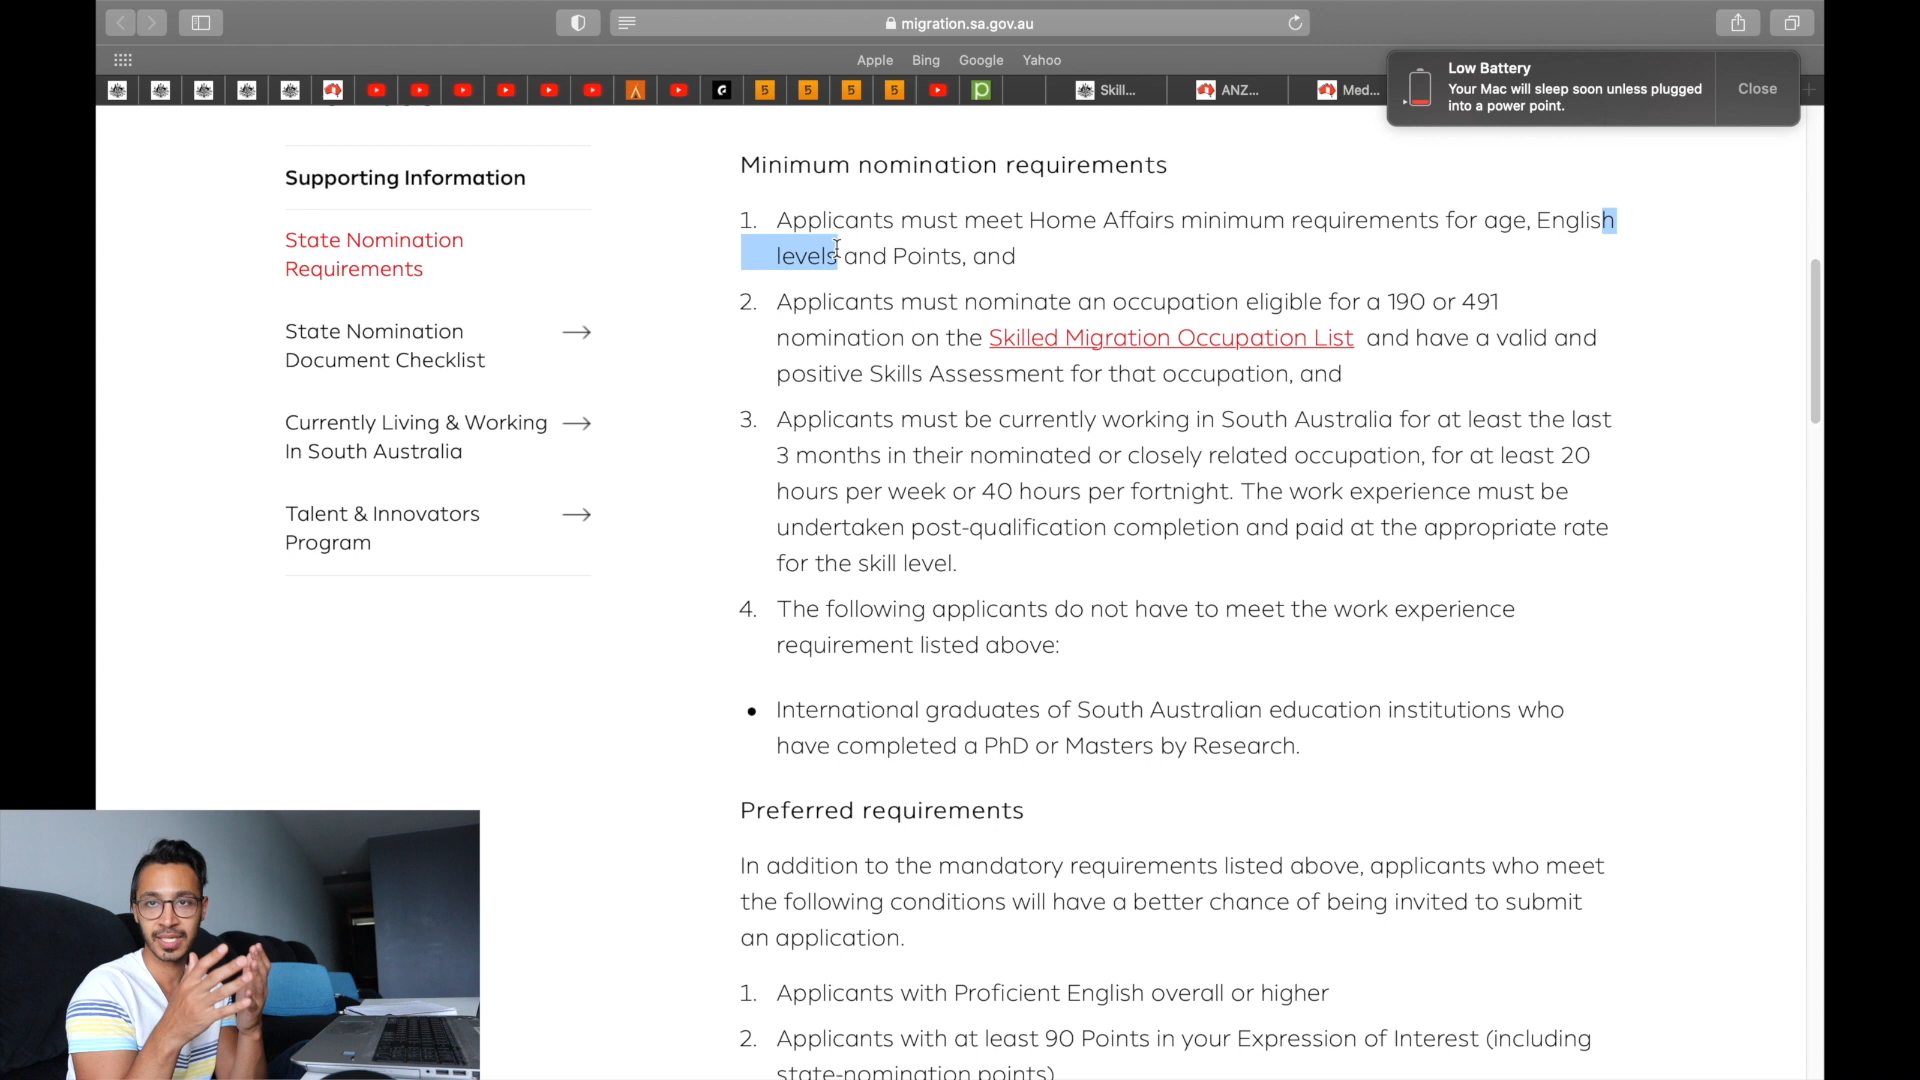 migration.sa.gov.au
Apple Bing Google Yahoo
5 5 5 5 Skill... ANZ... Med...
Low Battery
Your Mac will sleep soon unless plugged
into a power point.
Close
Supporting Information
State Nomination
Requirements
State Nomination
Document Checklist
Currently Living & Working
In South Australia
Talent & Innovators
Program
Minimum nomination requirements
1. Applicants must meet Home Affairs minimum requirements for age, English
levels and Points, and
2. Applicants must nominate an occupation eligible for a 190 or 491
nomination on the Skilled Migration Occupation List and have a valid and
positive Skills Assessment for that occupation, and
3. Applicants must be currently working in South Australia for at least the last
3 months in their nominated or closely related occupation, for at least 20
hours per week or 40 hours per fortnight. The work experience must be
undertaken post-qualification completion and paid at the appropriate rate
for the skill level.
4. The following applicants do not have to meet the work experience
requirement listed above:
• International graduates of South Australian education institutions who
have completed a PhD or Masters by Research.
Preferred requirements
In addition to the mandatory requirements listed above, applicants who meet
the following conditions will have a better chance of being invited to submit
an application.
1. Applicants with Proficient English overall or higher
2. Applicants with at least 90 Points in your Expression of Interest (including
state-nomination points)